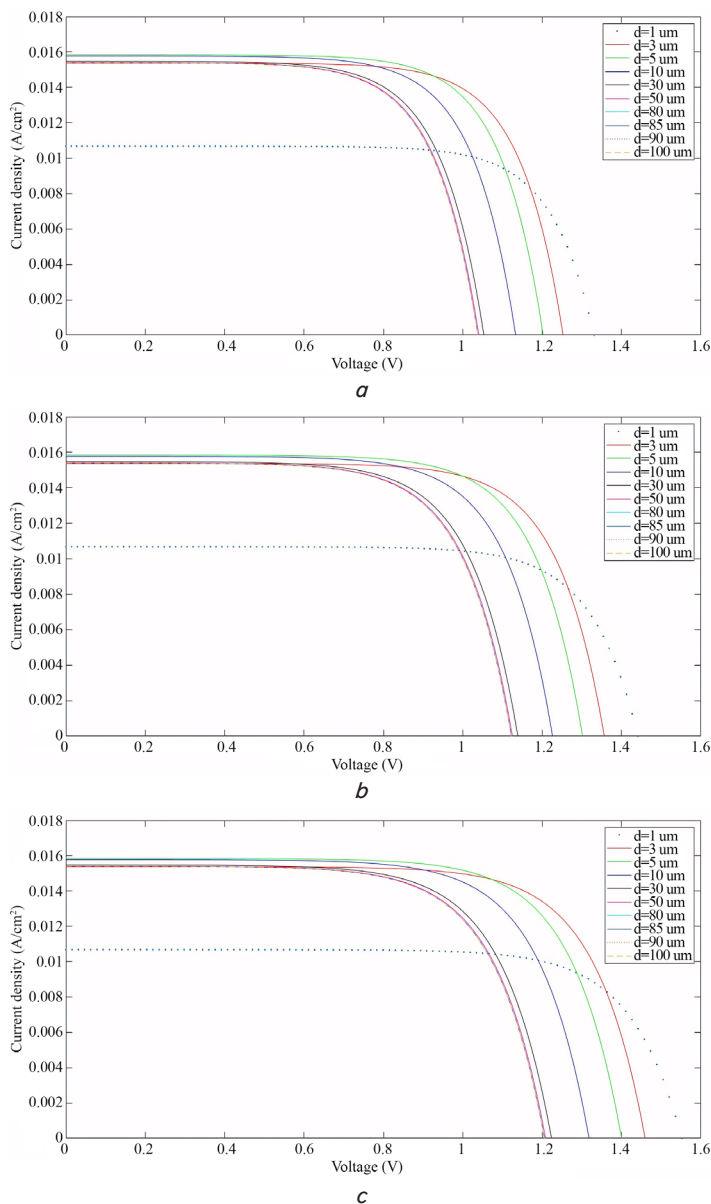 0.018
0.016
0.014
0.012
0.01
0.008
0.006
0.004
0.002
0
Current density (A/cm²)
0 0.2 0.4 0.6 0.8 1 1.2 1.4 1.6
Voltage (V)
d=1 um
d=3 um
d=5 um
d=10 um
d=30 um
d=50 um
d=80 um
d=85 um
d=90 um
d=100 um
a
0.018
0.016
0.014
0.012
0.01
0.008
0.006
0.004
0.002
0
Current density (A/cm²)
0 0.2 0.4 0.6 0.8 1 1.2 1.4 1.6
Voltage (V)
d=1 um
d=3 um
d=5 um
d=10 um
d=30 um
d=50 um
d=80 um
d=85 um
d=90 um
d=100 um
b
0.018
0.016
0.014
0.012
0.01
0.008
0.006
0.004
0.002
0
Current density (A/cm²)
0 0.2 0.4 0.6 0.8 1 1.2 1.4 1.6
Voltage (V)
d=1 um
d=3 um
d=5 um
d=10 um
d=30 um
d=50 um
d=80 um
d=85 um
d=90 um
d=100 um
c